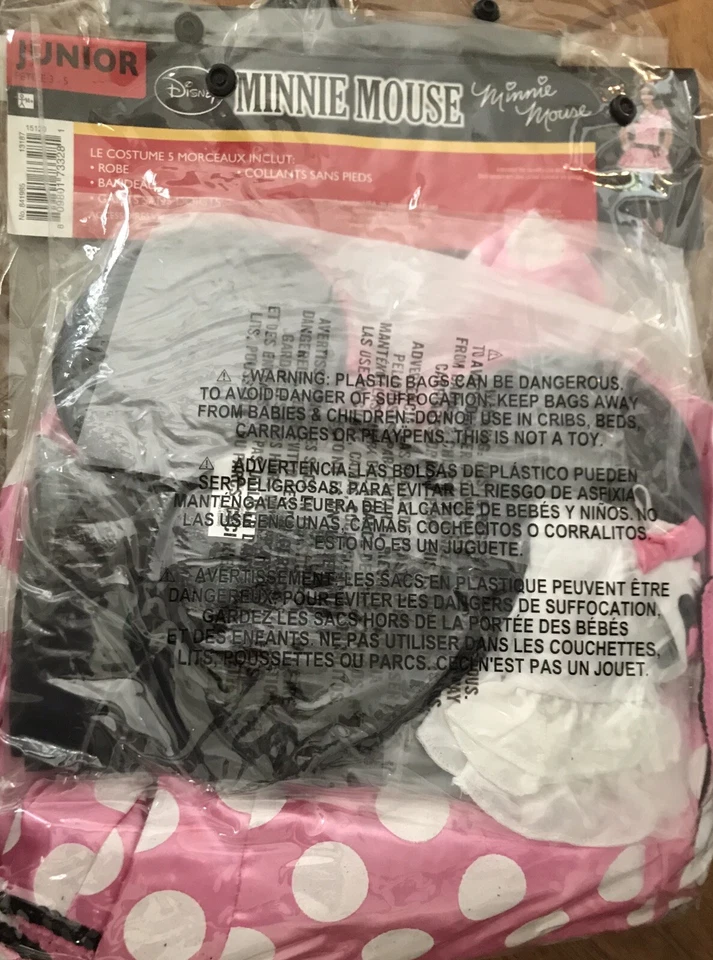 JUNIOR
Disney MINNIE MOUSE Minnie Mouse
LE COSTUME 5 MORCEAUX INCLUT:
• ROBE • COLLANTS SANS PIEDS
• BANDEAU
No. 841885
13187
⚠ WARNING: PLASTIC BAGS CAN BE DANGEROUS.
TO AVOID DANGER OF SUFFOCATION, KEEP BAGS AWAY
FROM BABIES & CHILDREN. DO NOT USE IN CRIBS, BEDS,
CARRIAGES OR PLAYPENS. THIS IS NOT A TOY.
⚠ ADVERTENCIA: LAS BOLSAS DE PLÁSTICO PUEDEN
SER PELIGROSAS. PARA EVITAR EL RIESGO DE ASFIXIA
MANTÉNGALAS FUERA DEL ALCANCE DE BEBÉS Y NIÑOS. NO
LAS USE EN CUNAS, CAMAS, COCHECITOS O CORRALITOS.
ESTO NO ES UN JUGUETE.
AVERTISSEMENT: LES SACS EN PLASTIQUE PEUVENT ÊTRE
DANGEREUX. POUR ÉVITER LES DANGERS DE SUFFOCATION,
GARDEZ LES SACS HORS DE LA PORTÉE DES BÉBÉS
ET DES ENFANTS. NE PAS UTILISER DANS LES COUCHETTES,
LITS, POUSSETTES OU PARCS. CECI N'EST PAS UN JOUET.